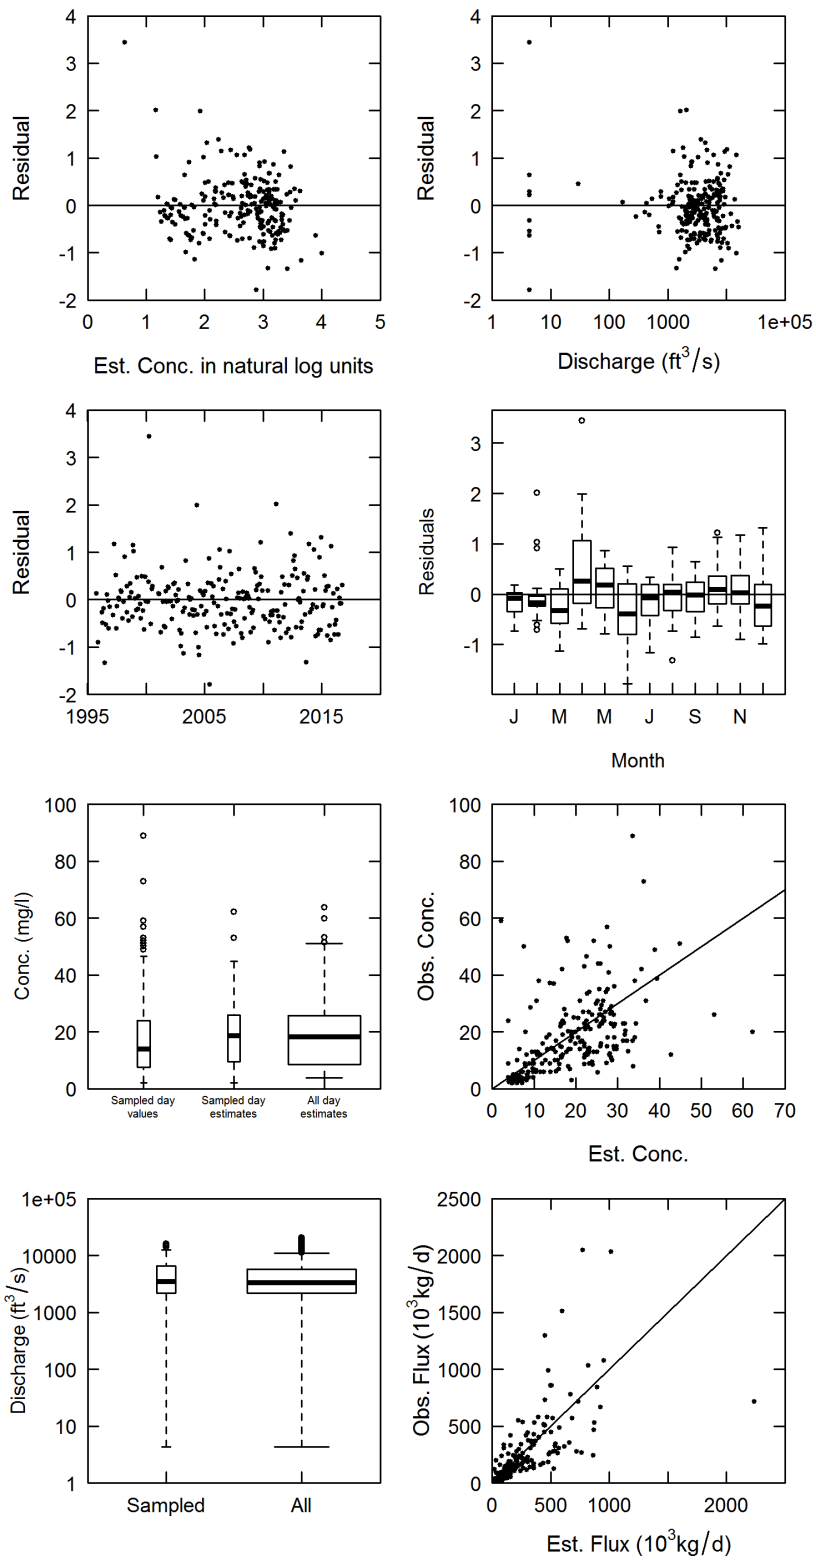 4
3
2
1
0
-1
-2
Residual
0 1 2 3 4 5
Est. Conc. in natural log units
4
3
2
1
0
-1
-2
Residual
1 10 100 1000 1e+05
Discharge (ft³/s)
4
3
2
1
0
-1
-2
Residual
1995 2005 2015
3
2
1
0
-1
Residuals
J M M J S N
Month
100
80
60
40
20
0
Conc. (mg/l)
Sampled day values
Sampled day estimates
All day estimates
100
80
60
40
20
0
Obs. Conc.
0 10 20 30 40 50 60 70
Est. Conc.
1e+05
10000
1000
100
10
1
Discharge (ft³/s)
Sampled All
2500
2000
1500
1000
500
0
Obs. Flux (10³kg/d)
0 500 1000 2000
Est. Flux (10³kg/d)